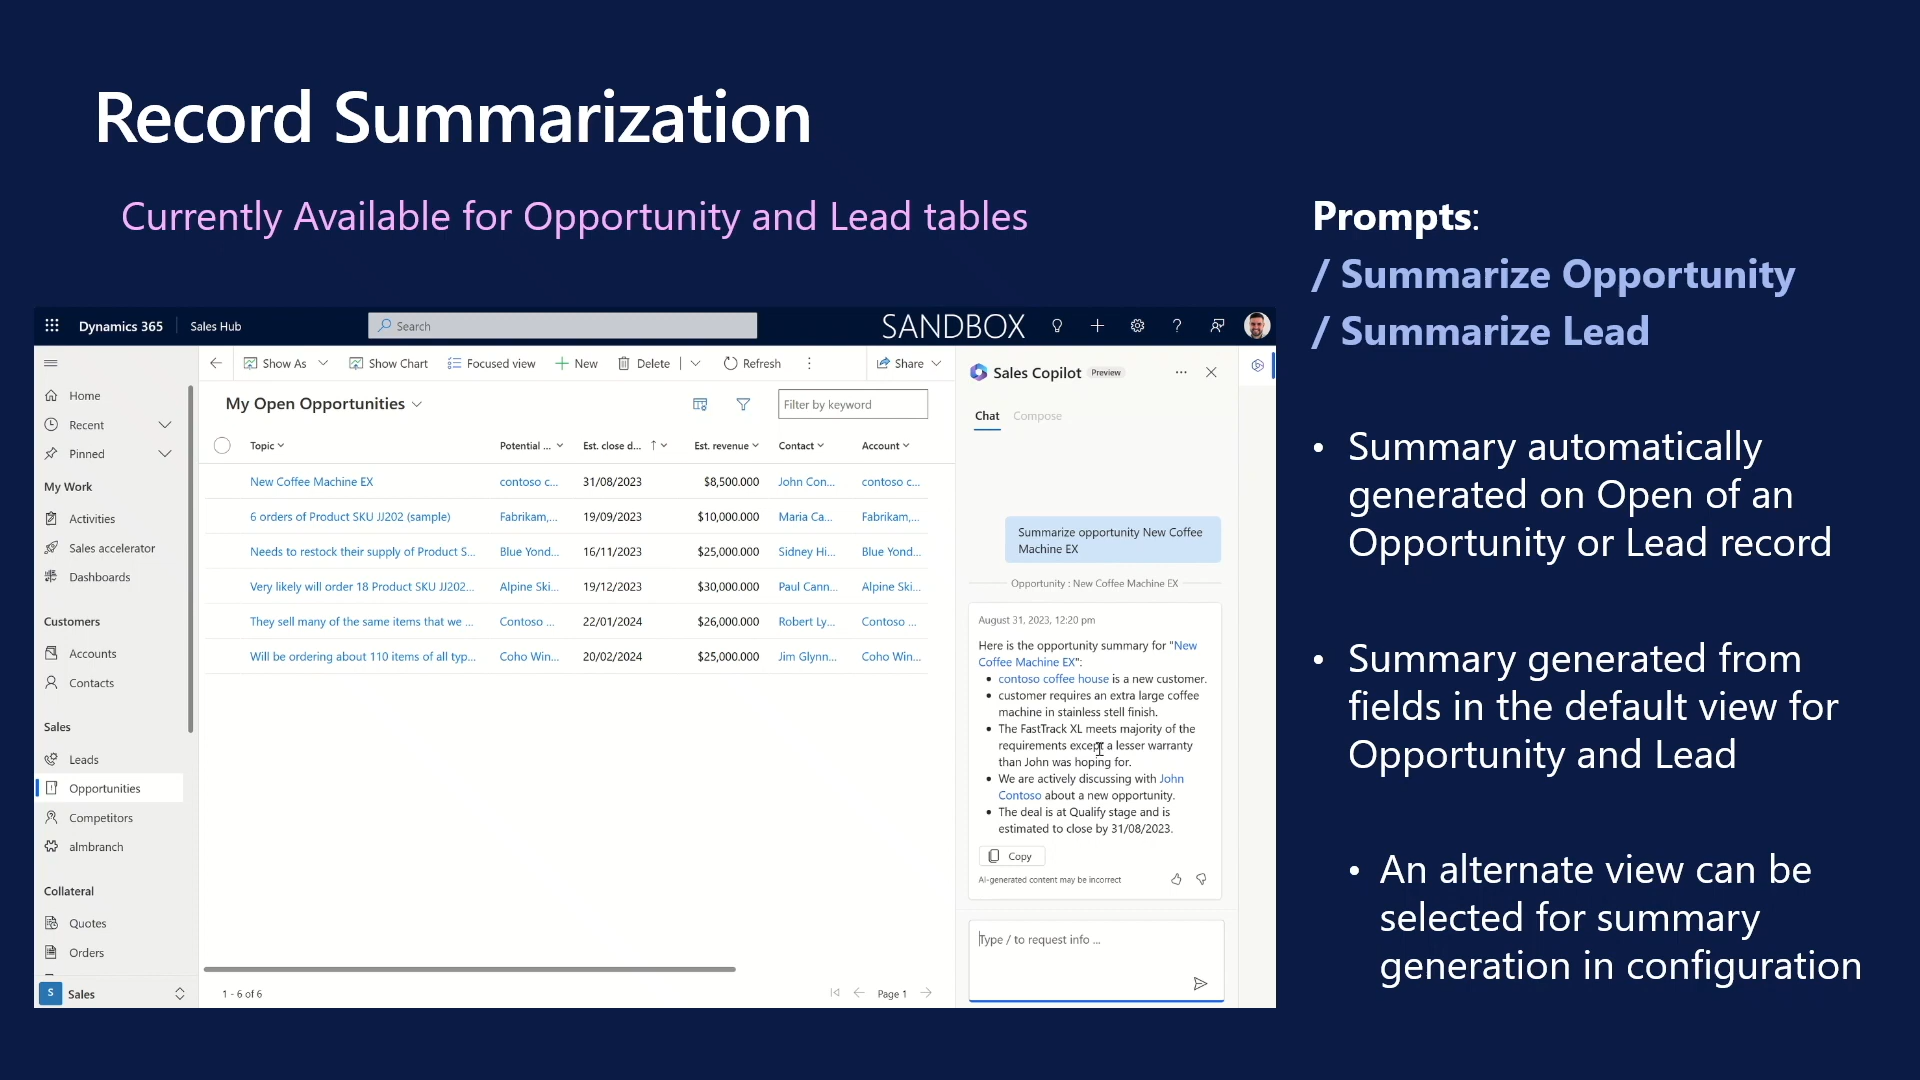 Record Summarization
Currently Available for Opportunity and Lead tables
Dynamics 365 Sales Hub Search SANDBOX ?
Show As Show Chart Focused view New Delete Refresh Share
Home
Recent
Pinned
My Work
Activities
Sales accelerator
Dashboards
Customers
Accounts
Contacts
Sales
Leads
Opportunities
Competitors
almbranch
Collateral
Quotes
Orders
S Sales
My Open Opportunities Filter by keyword
Topic Potential ... Est. close d... Est. revenue Contact Account
New Coffee Machine EX contoso c... 31/08/2023 $8,500.000 John Con... contoso c...
6 orders of Product SKU JJ202 (sample) Fabrikam,... 19/09/2023 $10,000.000 Maria Ca... Fabrikam,...
Needs to restock their supply of Product S... Blue Yond... 16/11/2023 $25,000.000 Sidney Hi... Blue Yond...
Very likely will order 18 Product SKU JJ202... Alpine Ski... 19/12/2023 $30,000.000 Paul Cann... Alpine Ski...
They sell many of the same items that we ... Contoso ... 22/01/2024 $26,000.000 Robert Ly... Contoso ...
Will be ordering about 110 items of all typ... Coho Win... 20/02/2024 $25,000.000 Jim Glynn... Coho Win...
1 - 6 of 6 Page 1
Sales Copilot Preview
Chat Compose
Summarize opportunity New Coffee
Machine EX
Opportunity : New Coffee Machine EX
August 31, 2023, 12:20 pm
Here is the opportunity summary for "New
Coffee Machine EX":
• contoso coffee house is a new customer.
• customer requires an extra large coffee
machine in stainless stell finish.
• The FastTrack XL meets majority of the
requirements except a lesser warranty
than John was hoping for.
• We are actively discussing with John
Contoso about a new opportunity.
• The deal is at Qualify stage and is
estimated to close by 31/08/2023.
Copy
AI-generated content may be incorrect
Type / to request info ...
Prompts:
/ Summarize Opportunity
/ Summarize Lead
• Summary automatically
generated on Open of an
Opportunity or Lead record
• Summary generated from
fields in the default view for
Opportunity and Lead
• An alternate view can be
selected for summary
generation in configuration